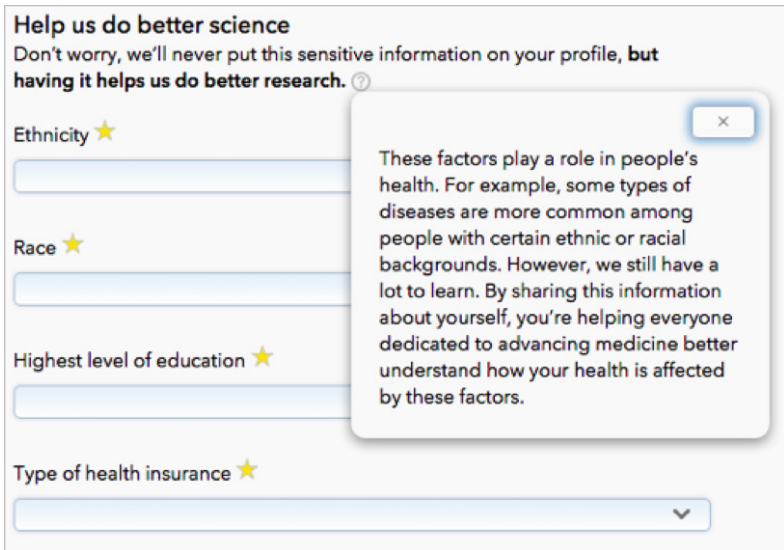 Help us do better science
Don't worry, we'll never put this sensitive information on your profile, but
having it helps us do better research. ?
Ethnicity
×
These factors play a role in people's
health. For example, some types of
diseases are more common among
people with certain ethnic or racial
backgrounds. However, we still have a
lot to learn. By sharing this information
about yourself, you're helping everyone
dedicated to advancing medicine better
understand how your health is affected
by these factors.
Race
Highest level of education
Type of health insurance